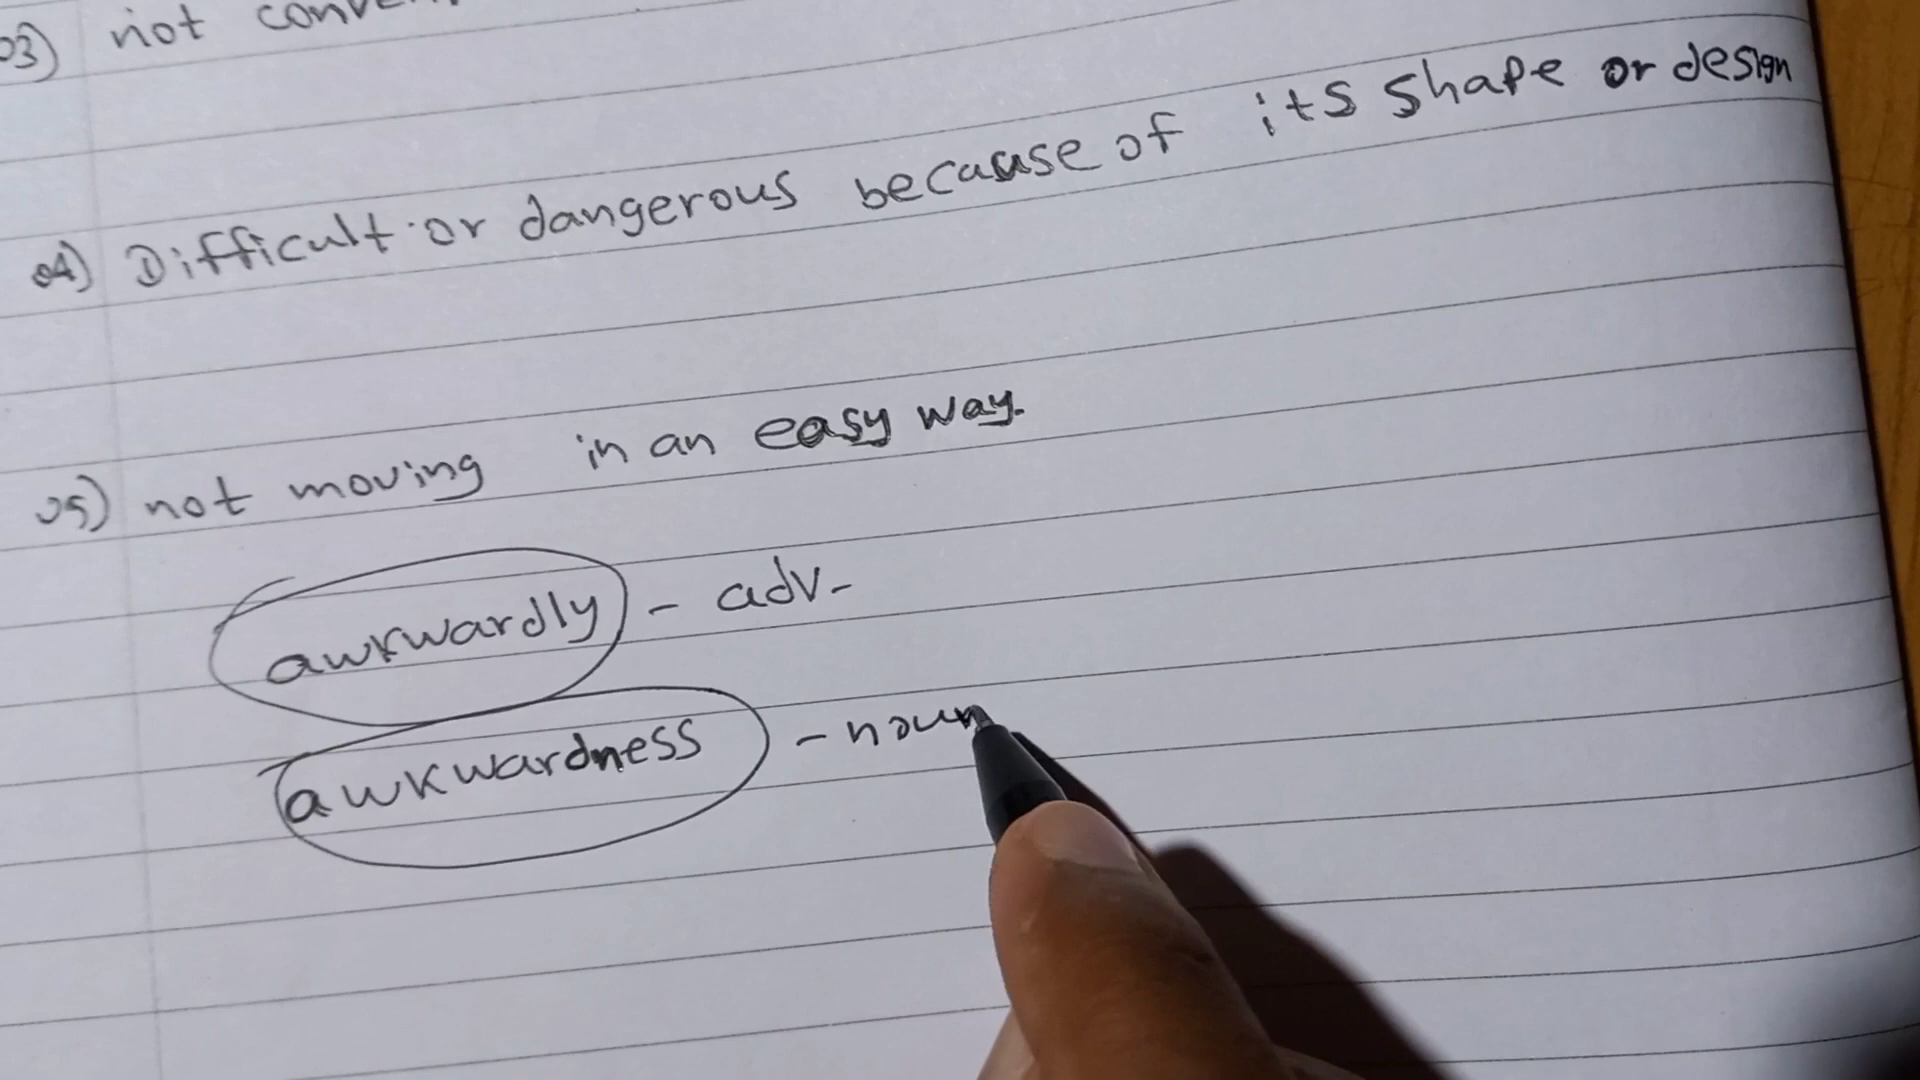 03) not
04) Difficult or dangerous because of its shape or design
05) not moving in an easy way.
awkwardly - adv-
awkwardness - noun